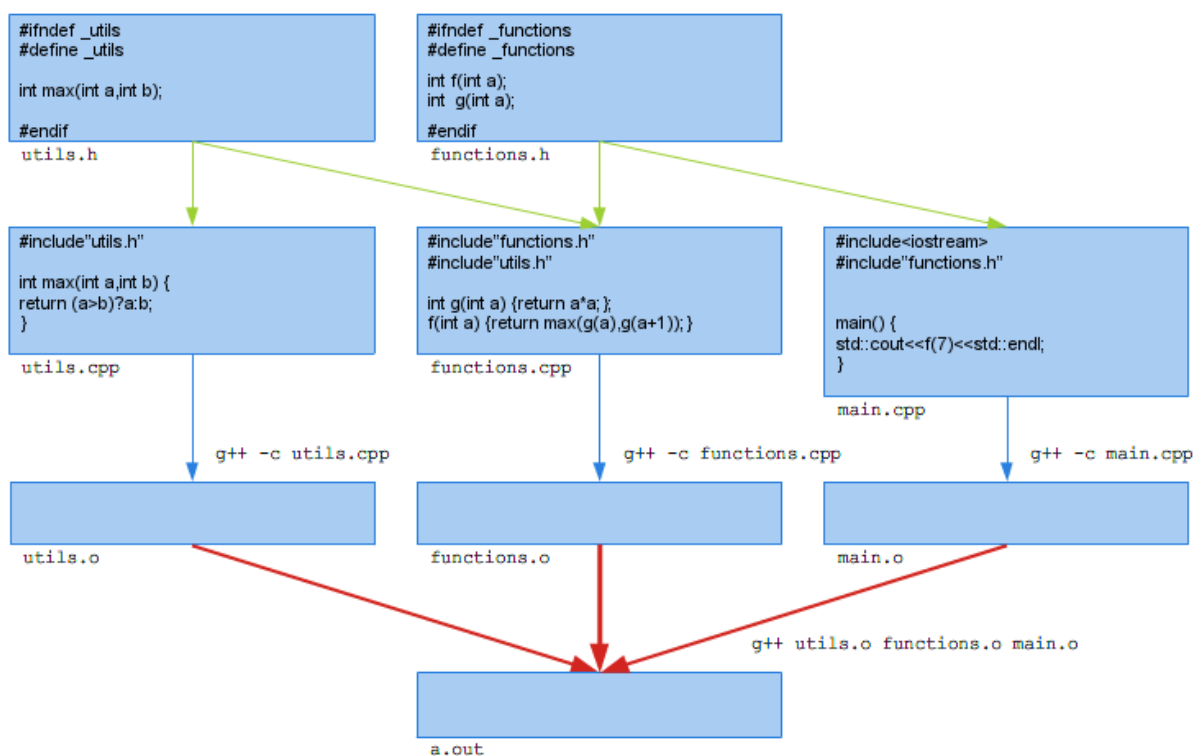 #ifndef _utils
#define _utils
int max(int a,int b);
#endif
utils.h
#ifndef _functions
#define _functions
int f(int a);
int g(int a);
#endif
functions.h
#include"utils.h"
int max(int a,int b) {
return (a>b)?a:b;
}
utils.cpp
#include"functions.h"
#include"utils.h"
int g(int a) {return a*a; };
f(int a) {return max(g(a),g(a+1)); }
functions.cpp
#include<iostream>
#include"functions.h"
main() {
std::cout<<f(7)<<std::endl;
}
main.cpp
g++ -c utils.cpp
g++ -c functions.cpp
g++ -c main.cpp
utils.o
functions.o
main.o
g++ utils.o functions.o main.o
a.out